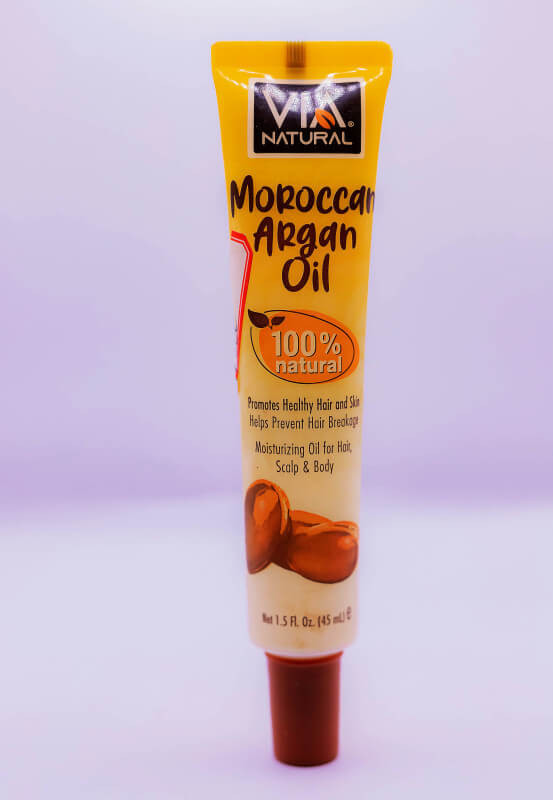 VIA®
NATURAL
Moroccan
Argan
Oil
100%
natural
Promotes Healthy Hair and Skin
Helps Prevent Hair Breakage
Moisturizing Oil for Hair,
Scalp & Body
Net 1.5 Fl. Oz. (45 mL) ℮